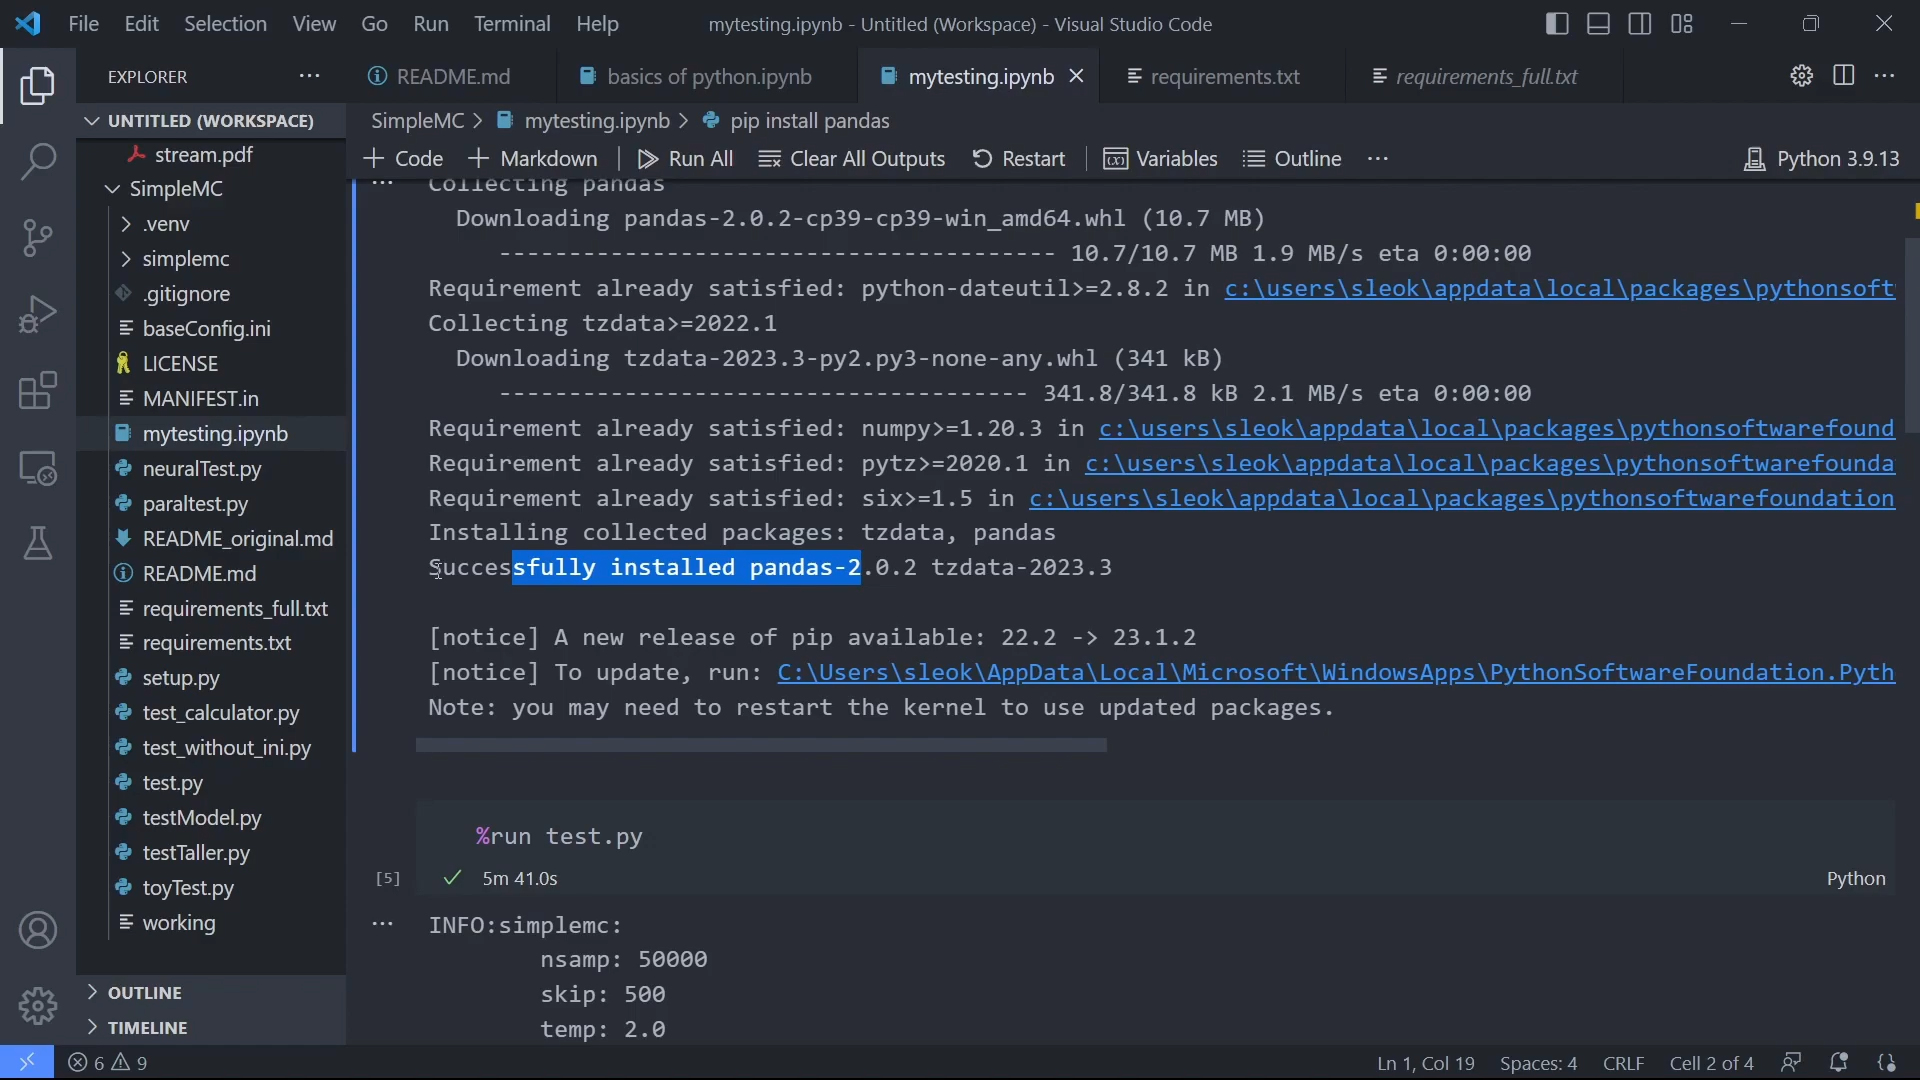 File Edit Selection View Go Run Terminal Help
mytesting.ipynb - Untitled (Workspace) - Visual Studio Code
EXPLORER
README.md
basics of python.ipynb
mytesting.ipynb
requirements.txt
requirements_full.txt
UNTITLED (WORKSPACE)
stream.pdf
SimpleMC
.venv
simplemc
.gitignore
baseConfig.ini
LICENSE
MANIFEST.in
mytesting.ipynb
neuralTest.py
paraltest.py
README_original.md
README.md
requirements_full.txt
requirements.txt
setup.py
test_calculator.py
test_without_ini.py
test.py
testModel.py
testTaller.py
toyTest.py
working
OUTLINE
TIMELINE
SimpleMC > mytesting.ipynb > pip install pandas
+ Code + Markdown | Run All Clear All Outputs Restart | Variables Outline ...
Python 3.9.13
Collecting pandas
Downloading pandas-2.0.2-cp39-cp39-win_amd64.whl (10.7 MB)
---------------------------------------- 10.7/10.7 MB 1.9 MB/s eta 0:00:00
Requirement already satisfied: python-dateutil>=2.8.2 in c:\users\sleok\appdata\local\packages\pythonsoft
Collecting tzdata>=2022.1
Downloading tzdata-2023.3-py2.py3-none-any.whl (341 kB)
-------------------------------------- 341.8/341.8 kB 2.1 MB/s eta 0:00:00
Requirement already satisfied: numpy>=1.20.3 in c:\users\sleok\appdata\local\packages\pythonsoftwarefound
Requirement already satisfied: pytz>=2020.1 in c:\users\sleok\appdata\local\packages\pythonsoftwarefounda
Requirement already satisfied: six>=1.5 in c:\users\sleok\appdata\local\packages\pythonsoftwarefoundation
Installing collected packages: tzdata, pandas
Successfully installed pandas-2.0.2 tzdata-2023.3
[notice] A new release of pip available: 22.2 -> 23.1.2
[notice] To update, run: C:\Users\sleok\AppData\Local\Microsoft\WindowsApps\PythonSoftwareFoundation.Pyth
Note: you may need to restart the kernel to use updated packages.
%run test.py
[5] 5m 41.0s
Python
INFO:simplemc:
nsamp: 50000
skip: 500
temp: 2.0
6 9
Ln 1, Col 19 Spaces: 4 CRLF Cell 2 of 4